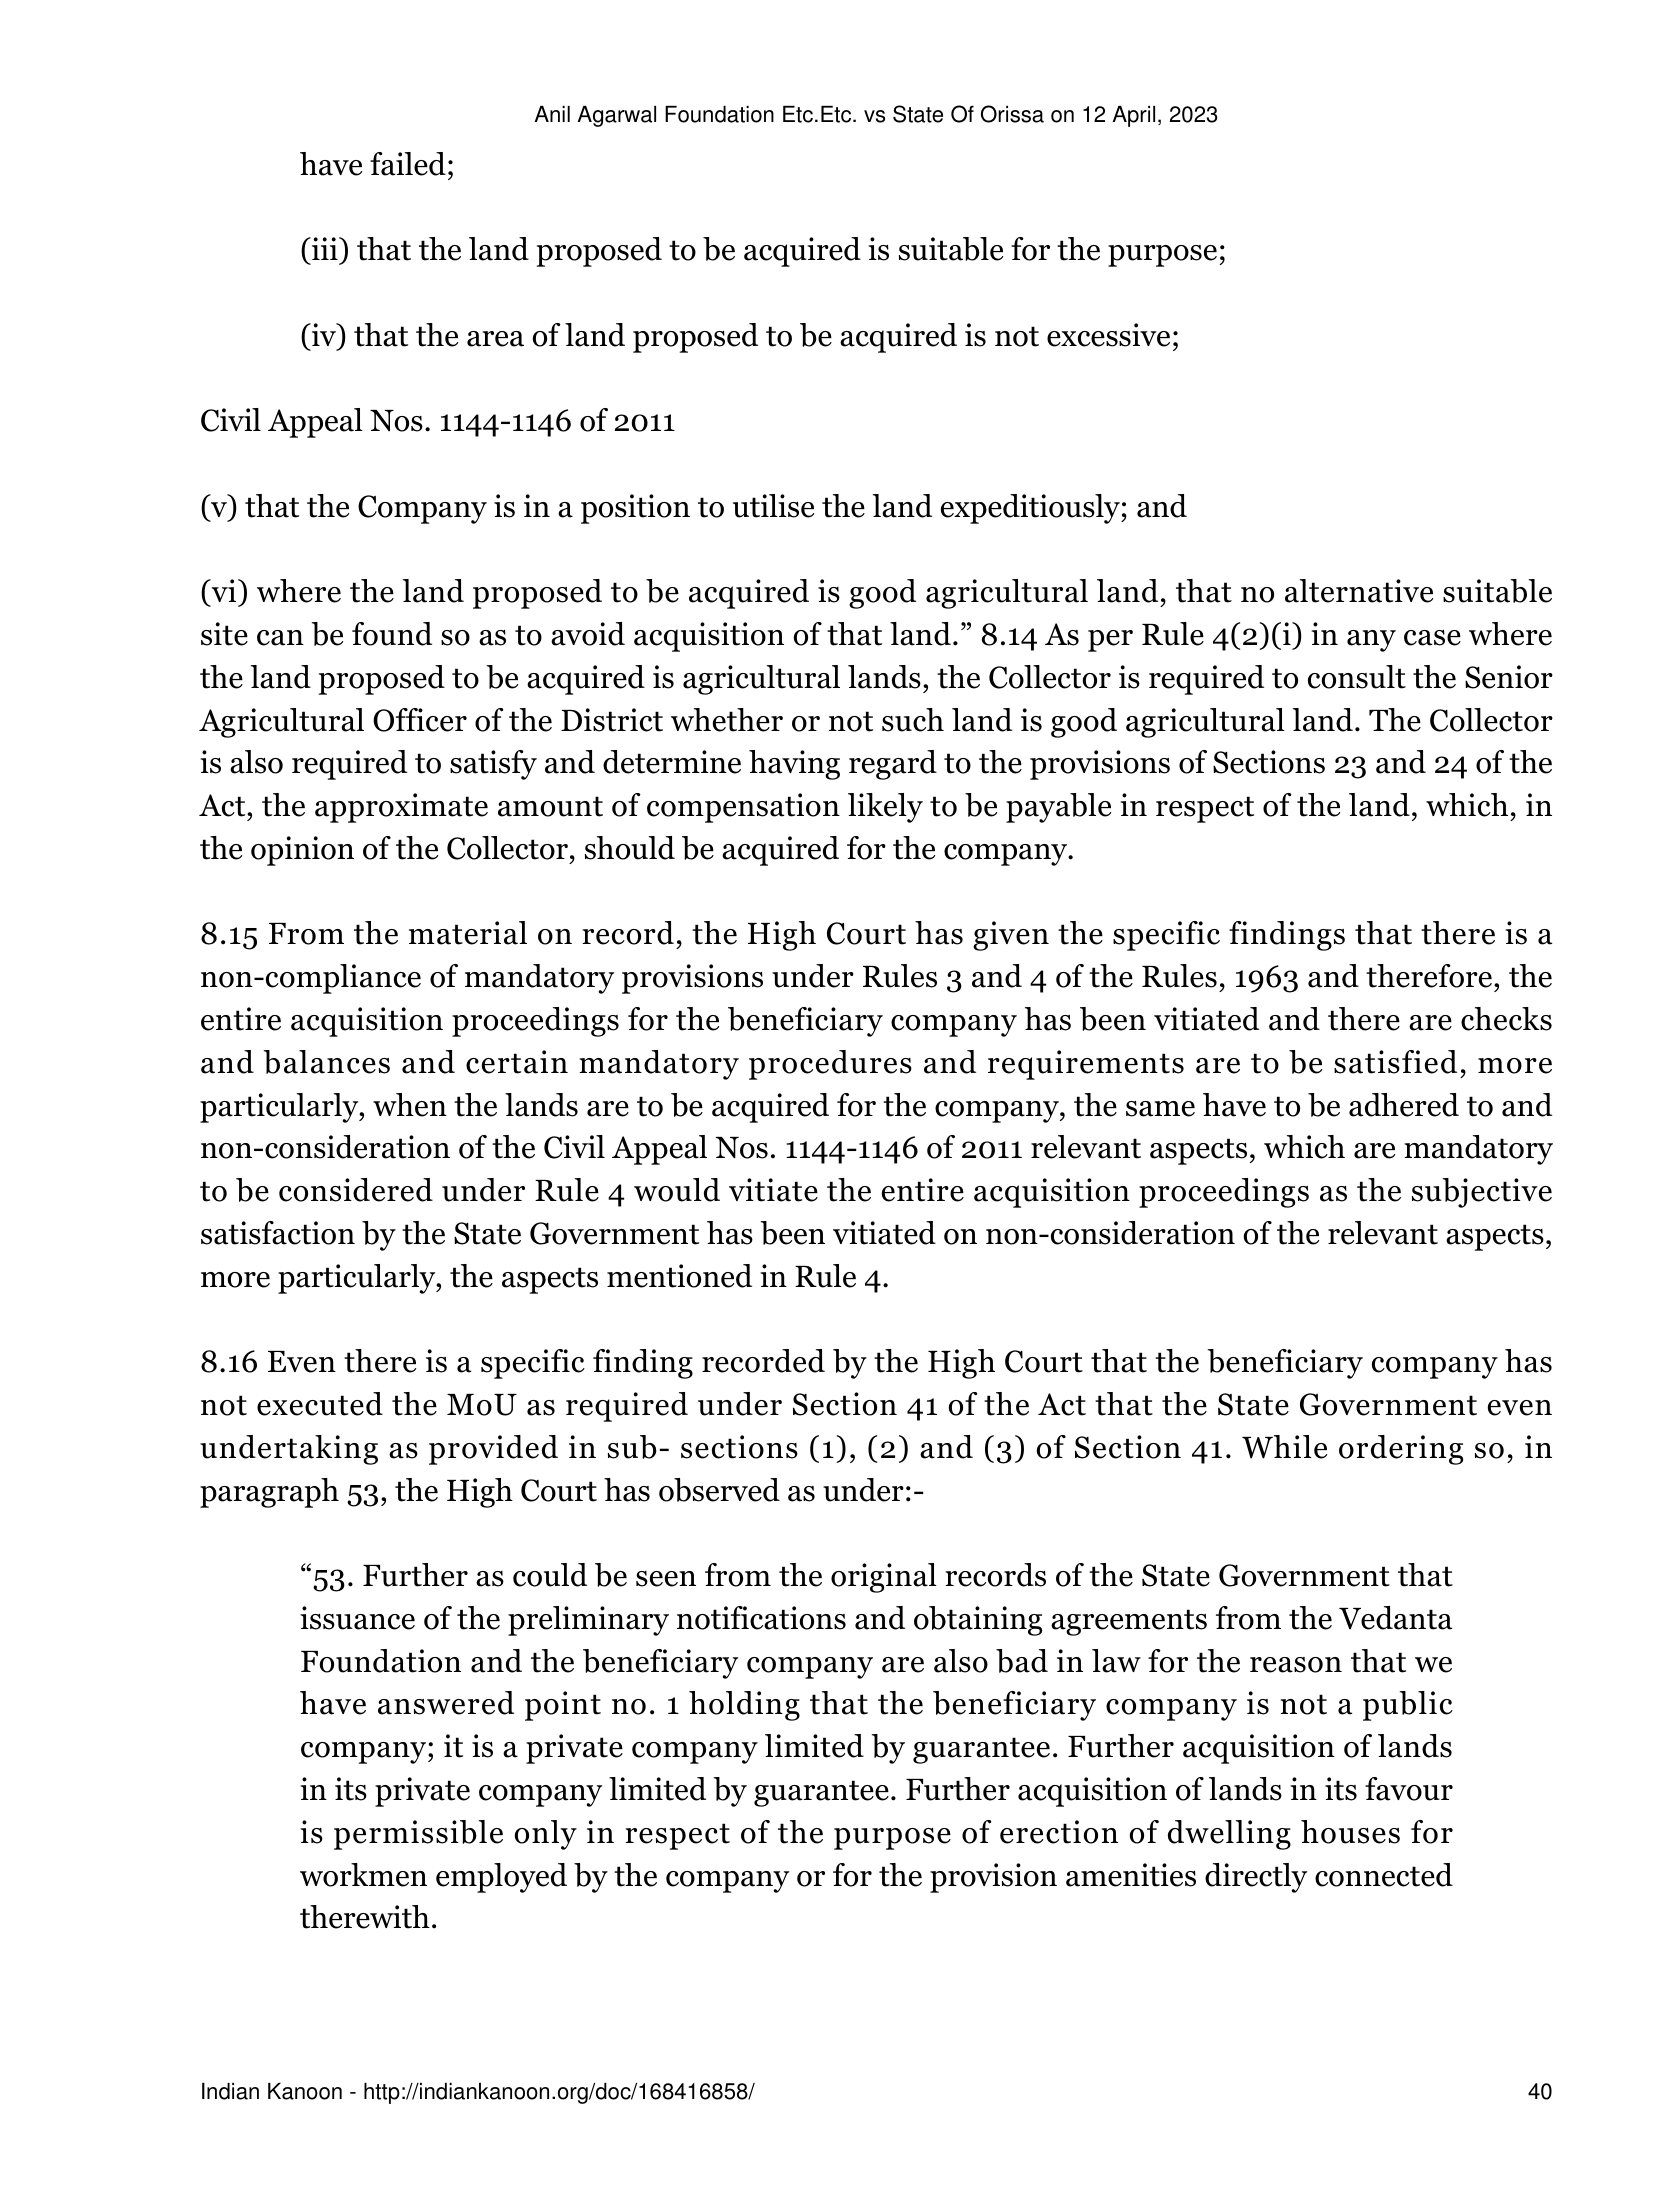 Anil Agarwal Foundation Etc.Etc. vs State Of Orissa on 12 April, 2023
have failed;
(iii) that the land proposed to be acquired is suitable for the purpose;
(iv) that the area of land proposed to be acquired is not excessive;
Civil Appeal Nos. 1144-1146 of 2011
(v) that the Company is in a position to utilise the land expeditiously; and
(vi) where the land proposed to be acquired is good agricultural land, that no alternative suitable
site can be found so as to avoid acquisition of that land.” 8.14 As per Rule 4(2)(i) in any case where
the land proposed to be acquired is agricultural lands, the Collector is required to consult the Senior
Agricultural Officer of the District whether or not such land is good agricultural land. The Collector
is also required to satisfy and determine having regard to the provisions of Sections 23 and 24 of the
Act, the approximate amount of compensation likely to be payable in respect of the land, which, in
the opinion of the Collector, should be acquired for the company.
8.15 From the material on record, the High Court has given the specific findings that there is a
non-compliance of mandatory provisions under Rules 3 and 4 of the Rules, 1963 and therefore, the
entire acquisition proceedings for the beneficiary company has been vitiated and there are checks
and balances and certain mandatory procedures and requirements are to be satisfied, more
particularly, when the lands are to be acquired for the company, the same have to be adhered to and
non-consideration of the Civil Appeal Nos. 1144-1146 of 2011 relevant aspects, which are mandatory
to be considered under Rule 4 would vitiate the entire acquisition proceedings as the subjective
satisfaction by the State Government has been vitiated on non-consideration of the relevant aspects,
more particularly, the aspects mentioned in Rule 4.
8.16 Even there is a specific finding recorded by the High Court that the beneficiary company has
not executed the MoU as required under Section 41 of the Act that the State Government even
undertaking as provided in sub- sections (1), (2) and (3) of Section 41. While ordering so, in
paragraph 53, the High Court has observed as under:-
“53. Further as could be seen from the original records of the State Government that
issuance of the preliminary notifications and obtaining agreements from the Vedanta
Foundation and the beneficiary company are also bad in law for the reason that we
have answered point no. 1 holding that the beneficiary company is not a public
company; it is a private company limited by guarantee. Further acquisition of lands
in its private company limited by guarantee. Further acquisition of lands in its favour
is permissible only in respect of the purpose of erection of dwelling houses for
workmen employed by the company or for the provision amenities directly connected
therewith.
Indian Kanoon - http://indiankanoon.org/doc/168416858/
40